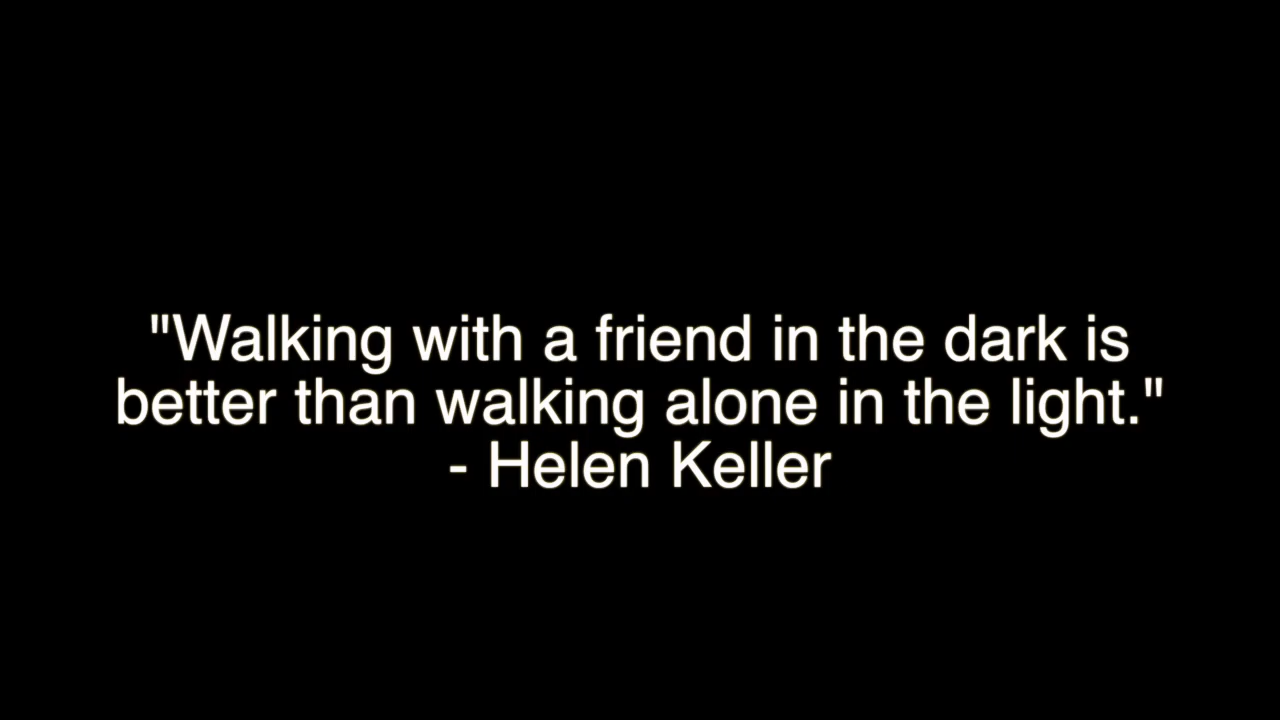 "Walking with a friend in the dark is
better than walking alone in the light."
- Helen Keller